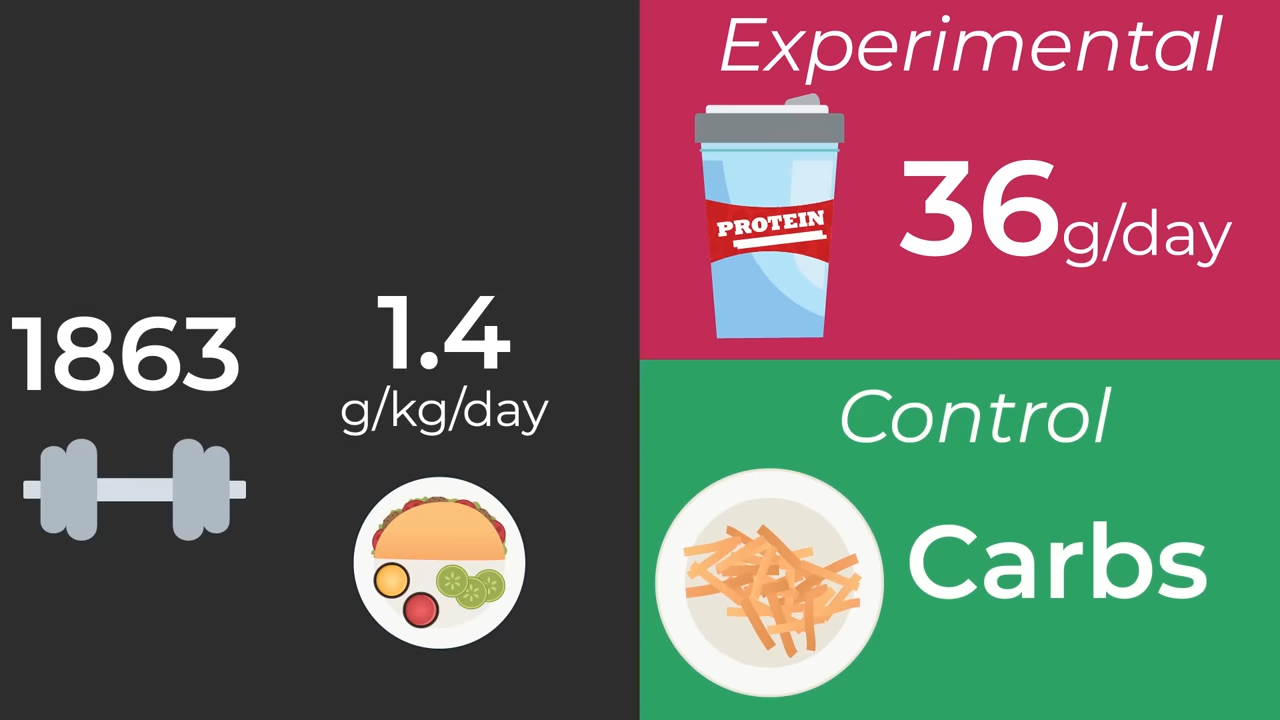 1863
1.4
g/kg/day
Experimental
PROTEIN
36g/day
Control
Carbs